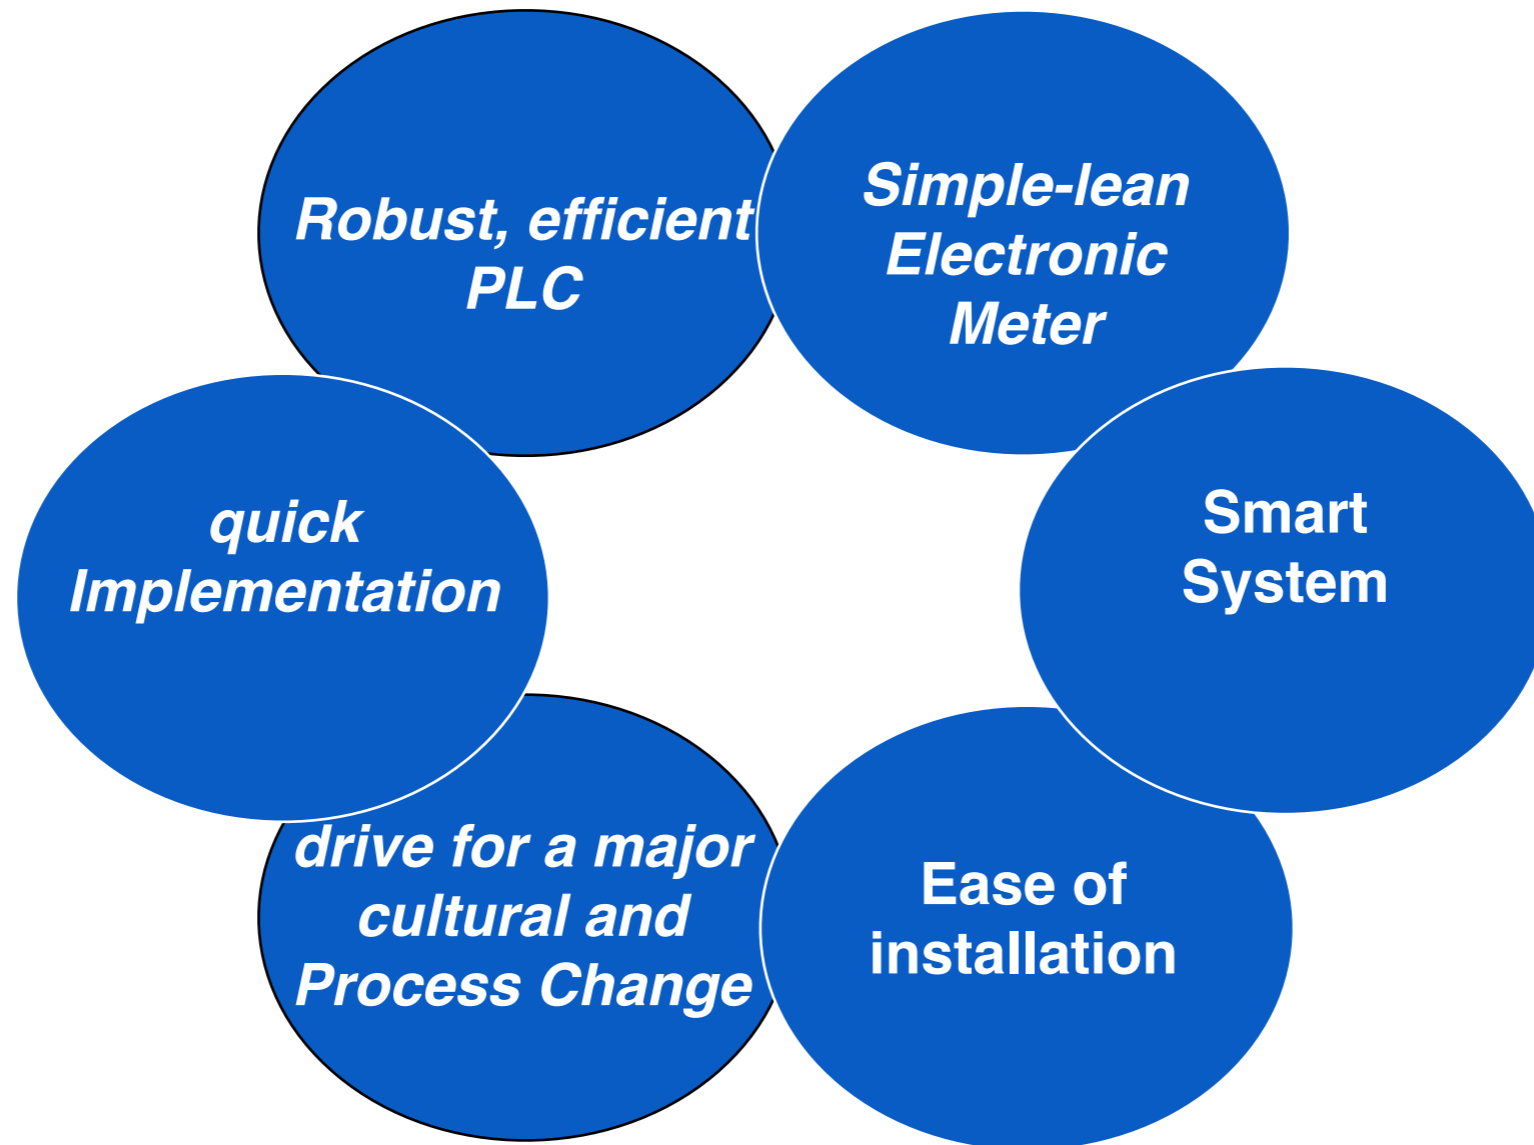 Robust, efficient
PLC
Simple-lean
Electronic
Meter
quick
Implementation
Smart
System
drive for a major
cultural and
Process Change
Ease of
installation